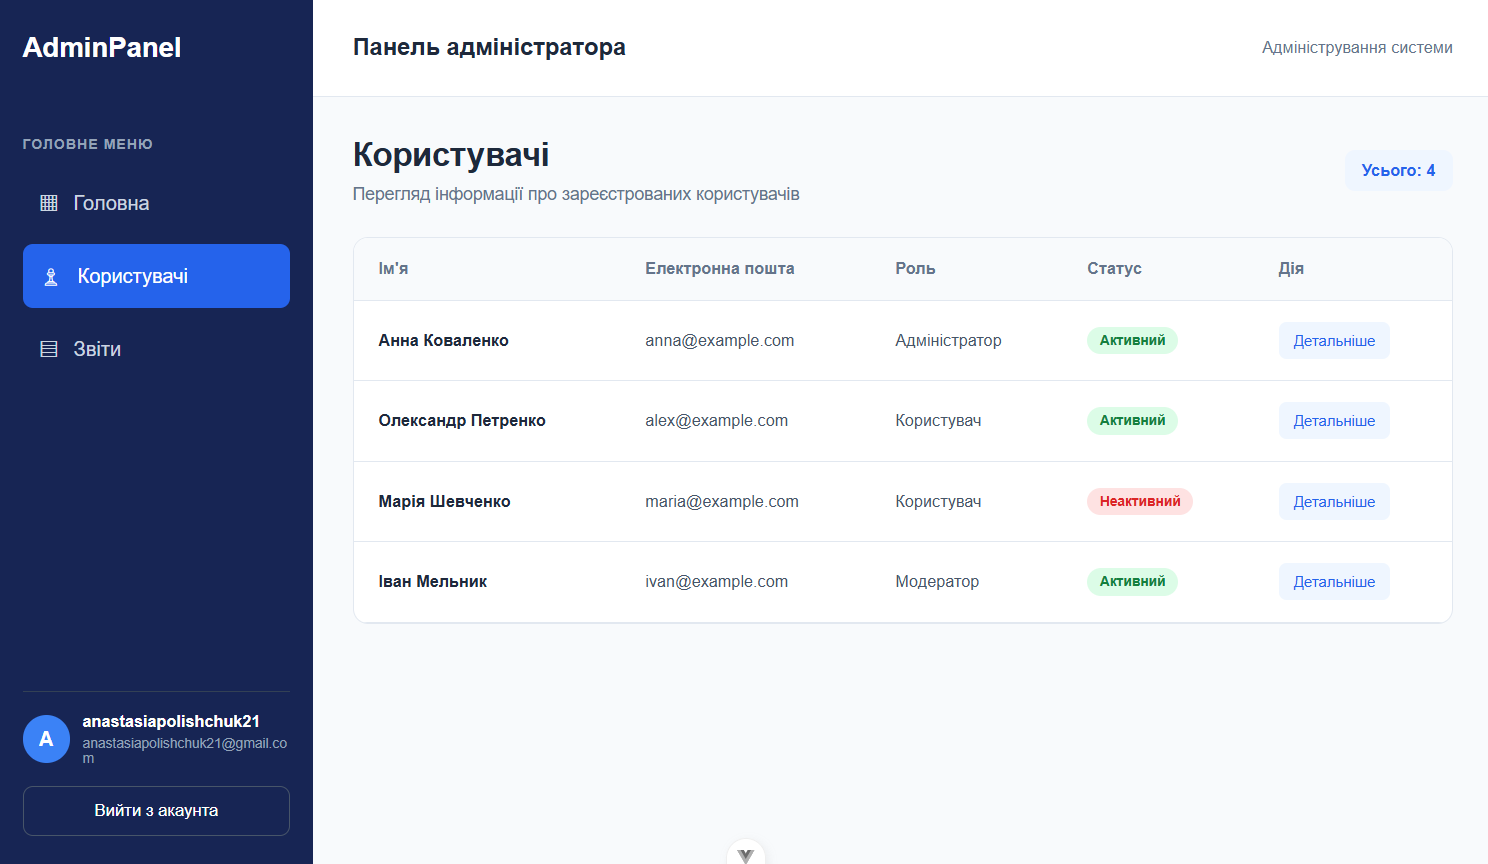 AdminPanel
Панель адміністратора
Адміністрування системи
ГОЛОВНЕ МЕНЮ
Головна
Користувачі
Звіти
Користувачі
Перегляд інформації про зареєстрованих користувачів
Усього: 4
Ім'я Електронна пошта Роль Статус Дія
Анна Коваленко anna@example.com Адміністратор Активний Детальніше
Олександр Петренко alex@example.com Користувач Активний Детальніше
Марія Шевченко maria@example.com Користувач Неактивний Детальніше
Іван Мельник ivan@example.com Модератор Активний Детальніше
A
anastasiapolishchuk21
anastasiapolishchuk21@gmail.co
m
Вийти з акаунта